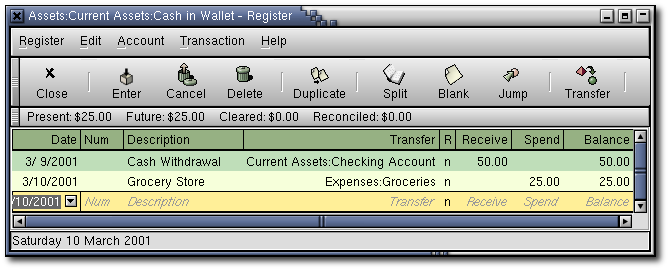 Assets:Current Assets:Cash in Wallet - Register
Register Edit Account Transaction Help
Close Enter Cancel Delete Duplicate Split Blank Jump Transfer
Present: $25.00 Future: $25.00 Cleared: $0.00 Reconciled: $0.00
Date Num Description Transfer R Receive Spend Balance
3/ 9/2001 Cash Withdrawal Current Assets:Checking Account n 50.00 50.00
3/10/2001 Grocery Store Expenses:Groceries n 25.00 25.00
/10/2001 Num Description Transfer n Receive Spend Balance
Saturday 10 March 2001